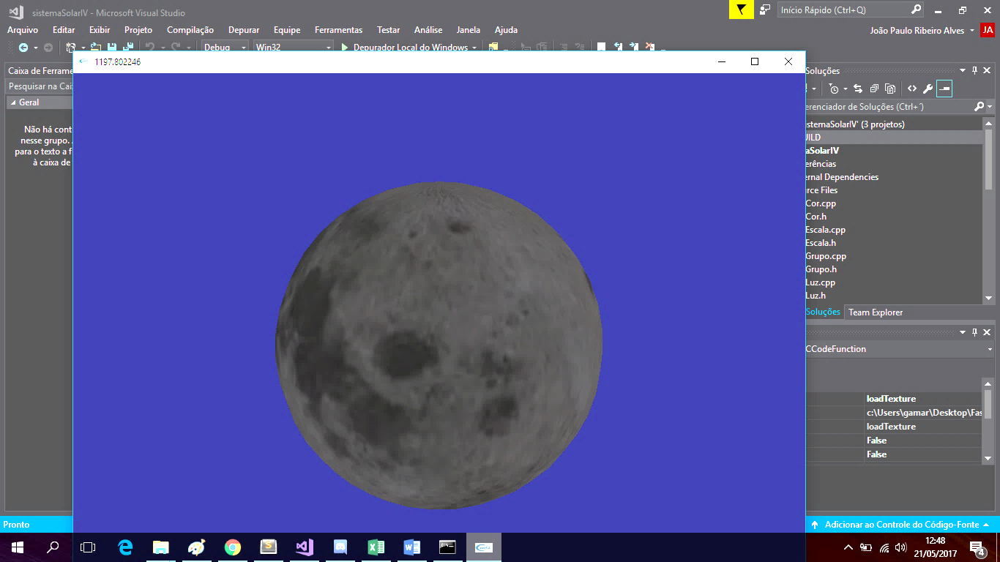 sistemaSolarIV - Microsoft Visual Studio
Início Rápido (Ctrl+Q)
Arquivo Editar Exibir Projeto Compilação Depurar Equipe Ferramentas Testar Análise Janela Ajuda
João Paulo Ribeiro Alves
JA
Debug Win32 Depurador Local do Windows
1197.802246
Caixa de Ferrame
Pesquisar na Cai
Geral
Não há cont
nesse grupo.
para o texto a f
à caixa de
Soluções
erenciador de Soluções (Ctrl+´)
stemaSolarIV' (3 projetos)
UILD
aSolarIV
erências
ernal Dependencies
rce Files
Cor.cpp
Cor.h
Escala.cpp
Escala.h
Grupo.cpp
Grupo.h
Luz.cpp
Luz.h
Soluções Team Explorer
CCodeFunction
loadTexture
c:\Users\gamar\Desktop\Fas
loadTexture
False
False
Pronto
Adicionar ao Controle do Código-Fonte
12:48
21/05/2017
4